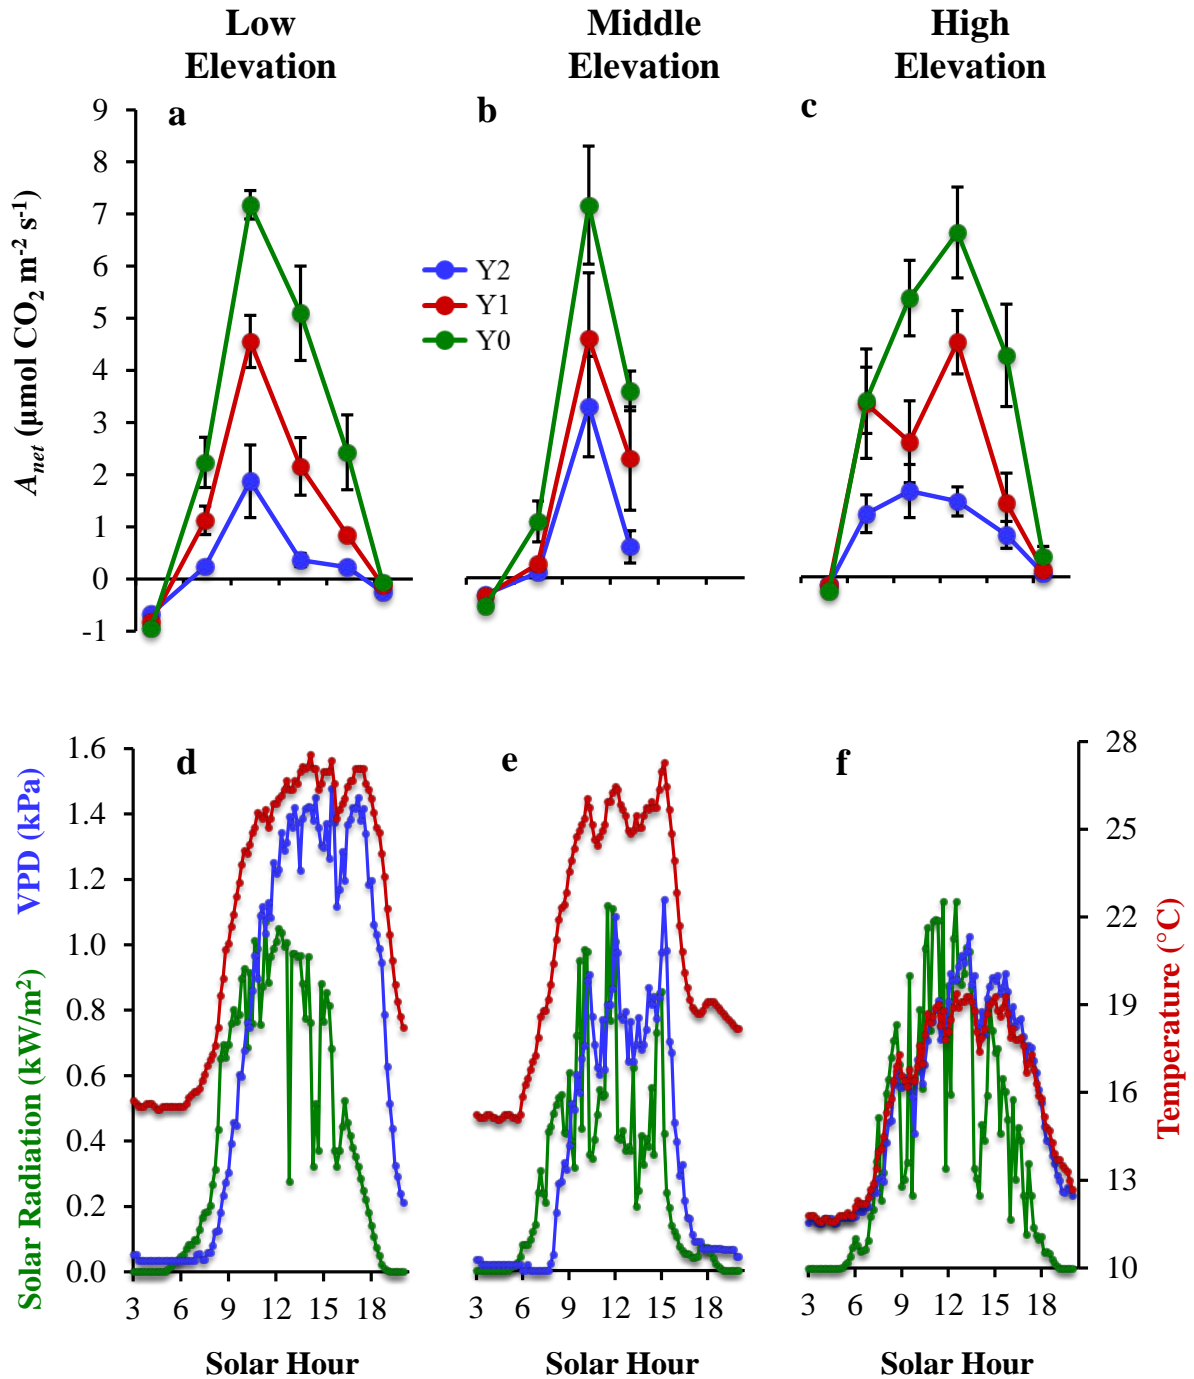 Low
Elevation
Middle
Elevation
High
Elevation
a
b
c
9
8
7
6
5
4
3
2
1
0
-1
A_net (µmol CO₂ m⁻² s⁻¹)
Y2
Y1
Y0
d
e
f
1.6
1.4
1.2
1.0
0.8
0.6
0.4
0.2
0.0
Solar Radiation (kW/m²) VPD (kPa)
28
25
22
19
16
13
10
Temperature (°C)
3 6 9 12 15 18
3 6 9 12 15 18
3 6 9 12 15 18
Solar Hour
Solar Hour
Solar Hour